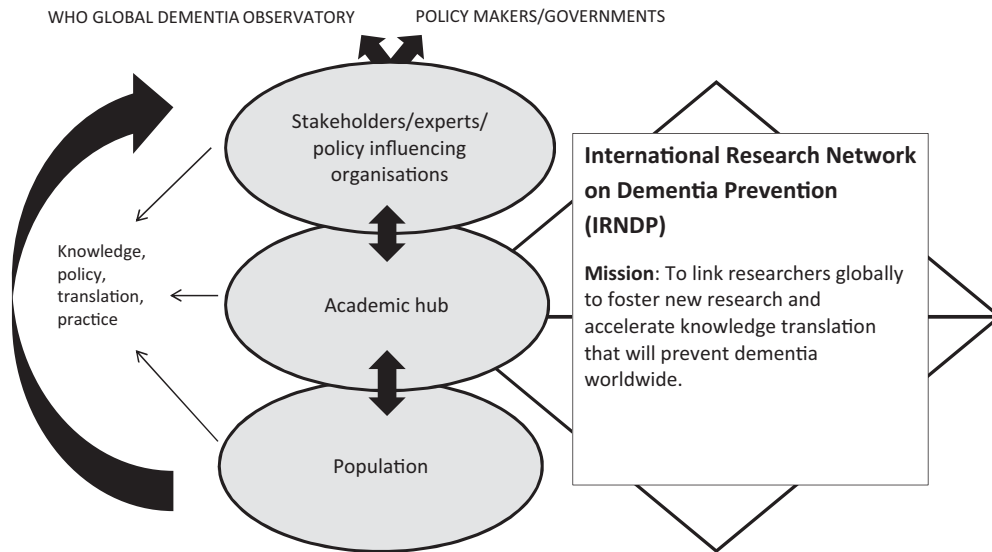 WHO GLOBAL DEMENTIA OBSERVATORY
POLICY MAKERS/GOVERNMENTS
Stakeholders/experts/
policy influencing
organisations
Knowledge,
policy,
translation,
practice
Academic hub
Population
International Research Network
on Dementia Prevention
(IRNDP)
Mission: To link researchers globally
to foster new research and
accelerate knowledge translation
that will prevent dementia
worldwide.